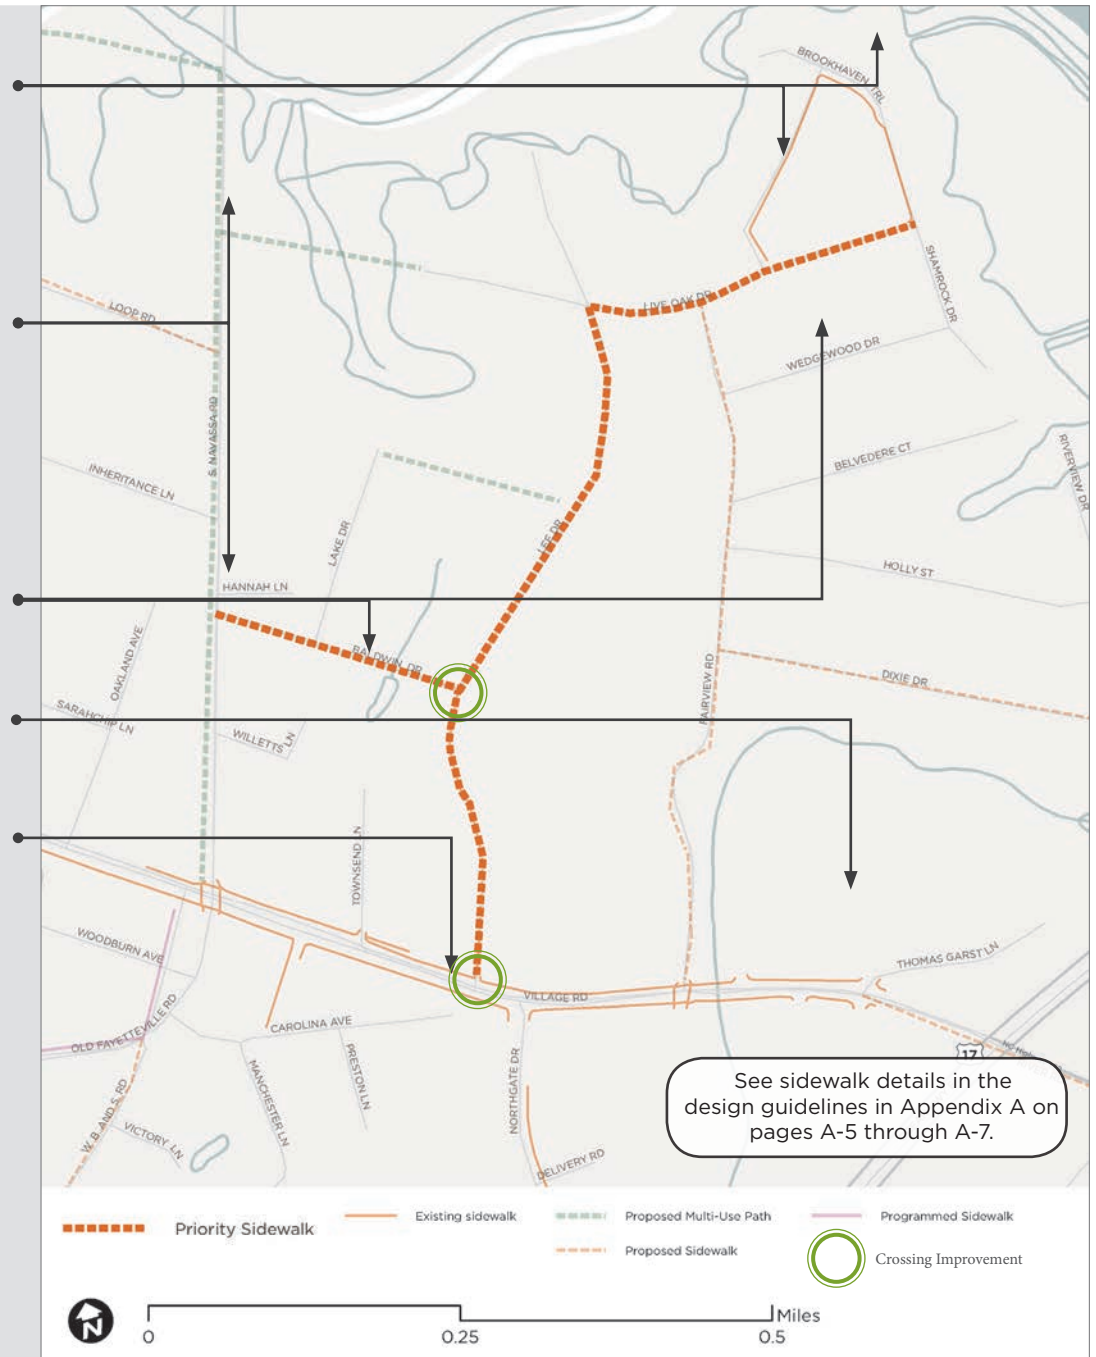 BROOKHAVEN TRL
SHAMROCK DR
LIVE OAK DR
LOOP RD
WEDGEWOOD DR
S NAVASSA RD
BELVEDERE CT
RIVERVIEW DR
INHERITANCE LN
LAKE DR
LEE DR
HOLLY ST
HANNAH LN
BALDWIN DR
OAKLAND AVE
FAIRVIEW RD
DIXIE DR
SARAHCHIP LN
WILLETTS LN
TOWNSEND LN
WOODBURN AVE
THOMAS GARST LN
VILLAGE RD
OLD FAYETTEVILLE RD
CAROLINA AVE
17
PRESTON LN
NORTHGATE DR
MANCHESTER LN
W. B. AND S. RD
VICTORY LN
DELIVERY RD
See sidewalk details in the
design guidelines in Appendix A on
pages A-5 through A-7.
Priority Sidewalk
Existing sidewalk
Proposed Multi-Use Path
Programmed Sidewalk
Proposed Sidewalk
Crossing Improvement
N
Miles
0 0.25 0.5